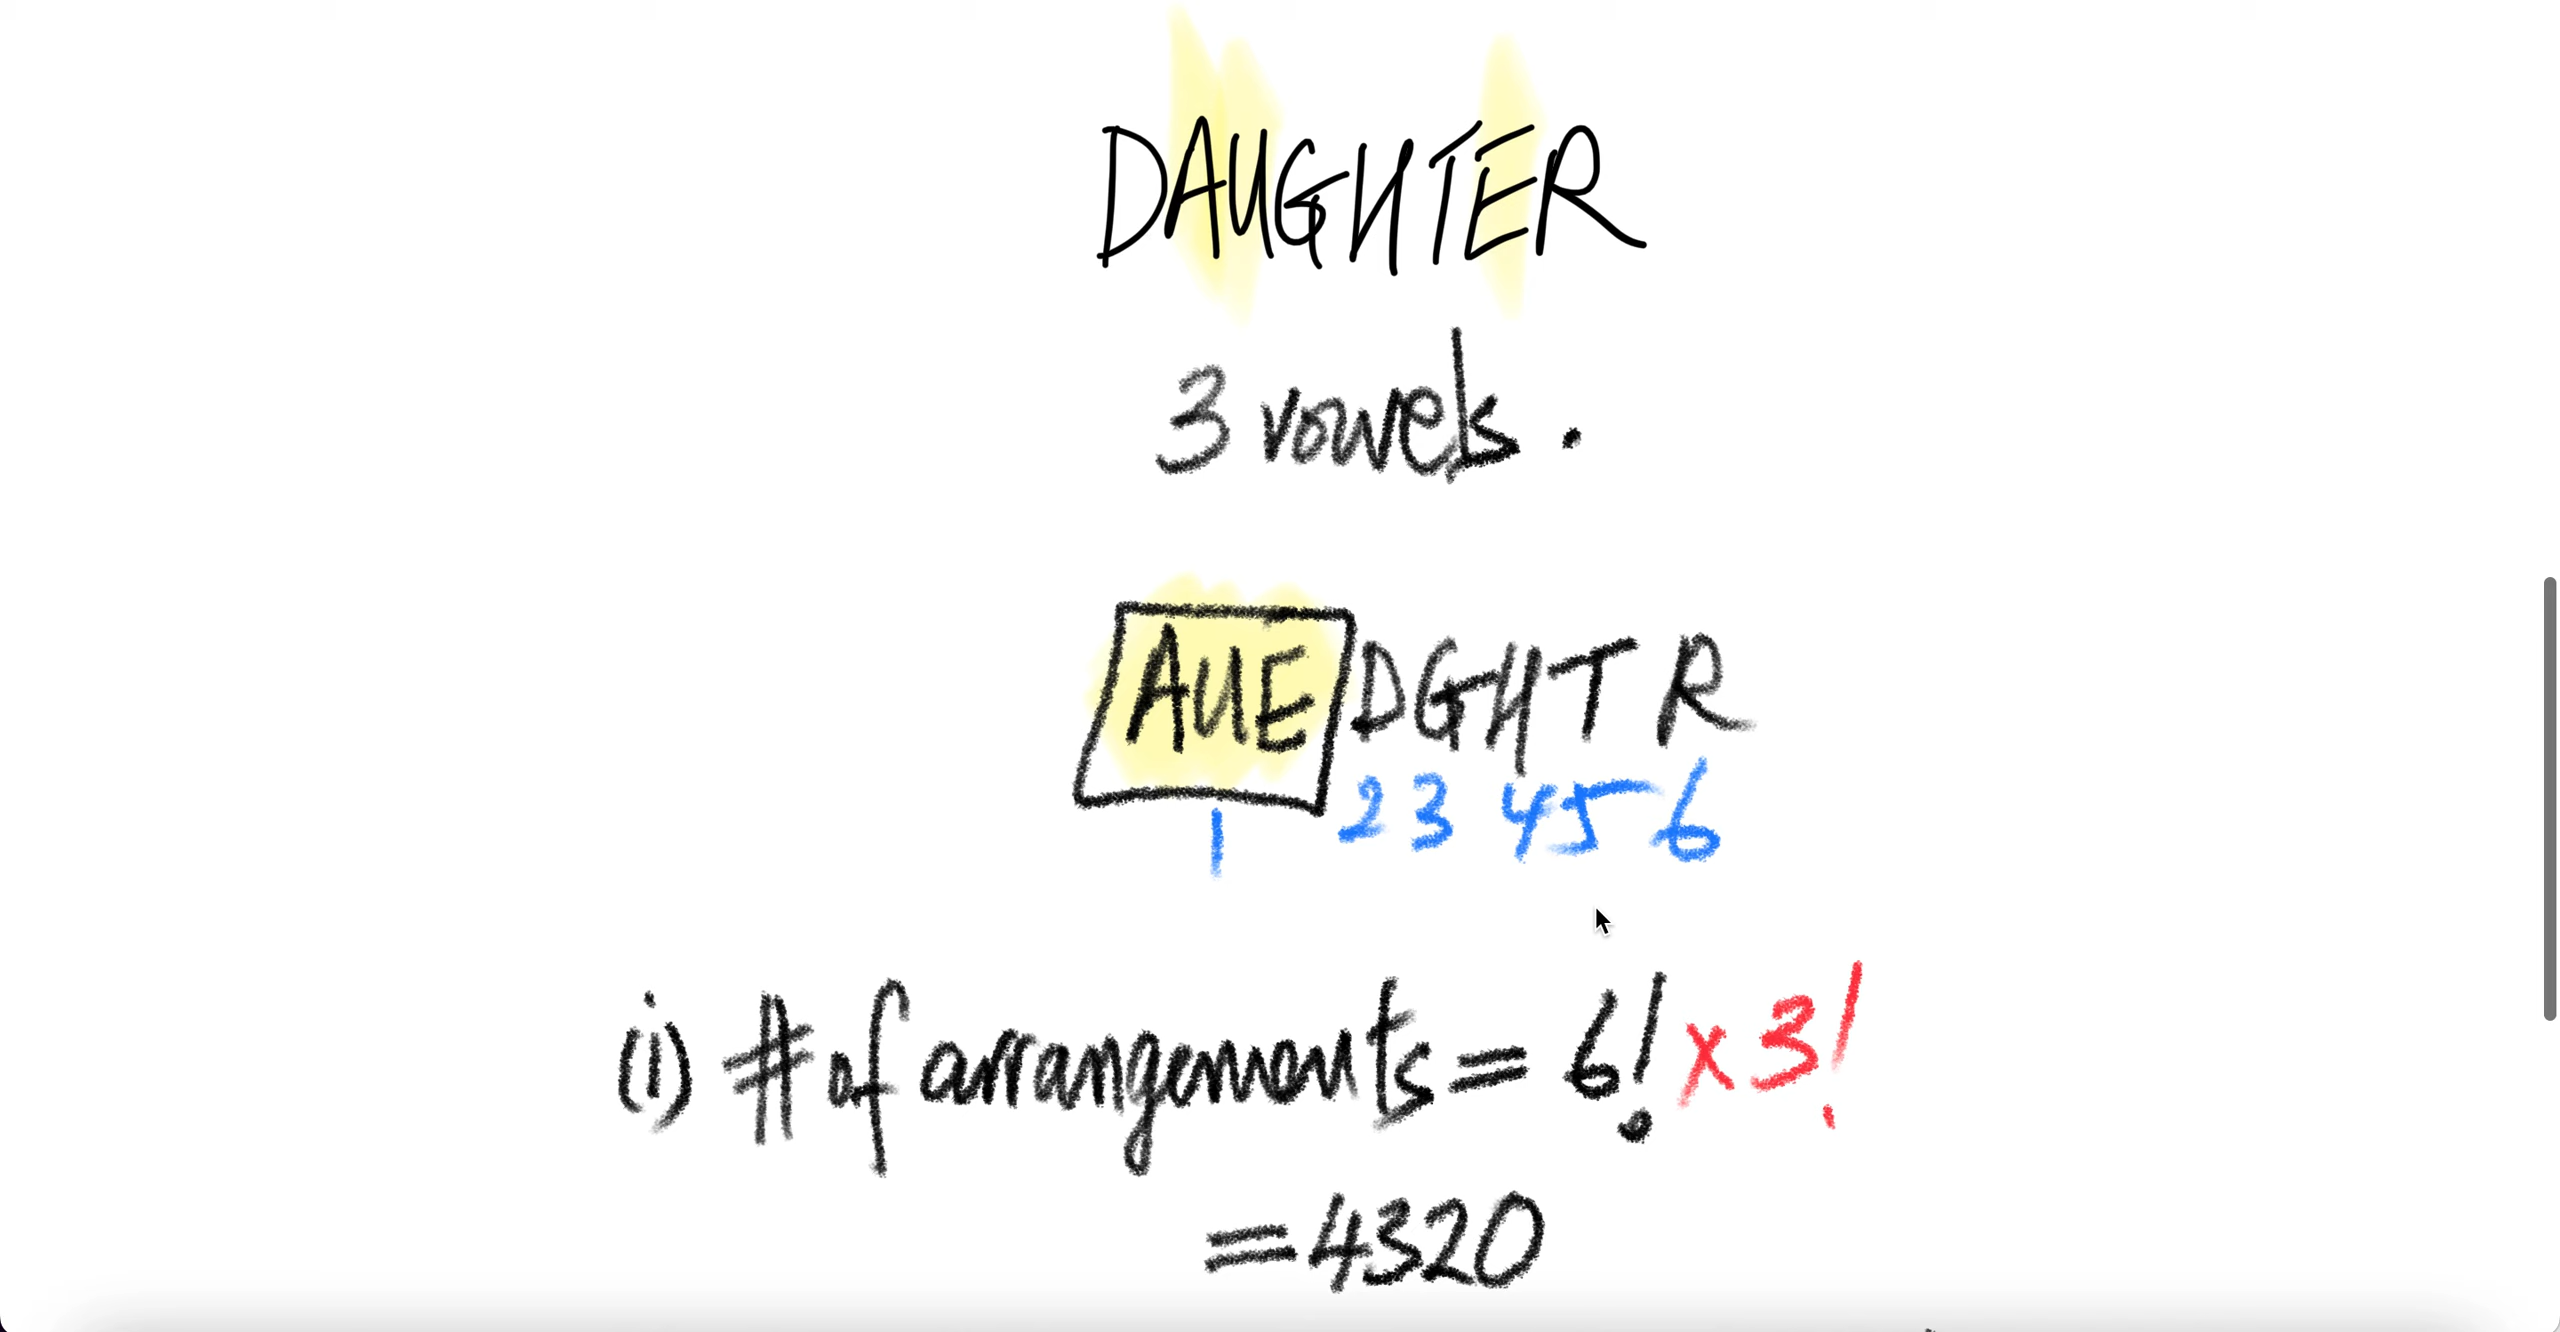 DAUGHTER
3 vowels.
AUE DGHTR
1 2 3 4 5 6
(i) # of arrangements = 6! x 3!
= 4320